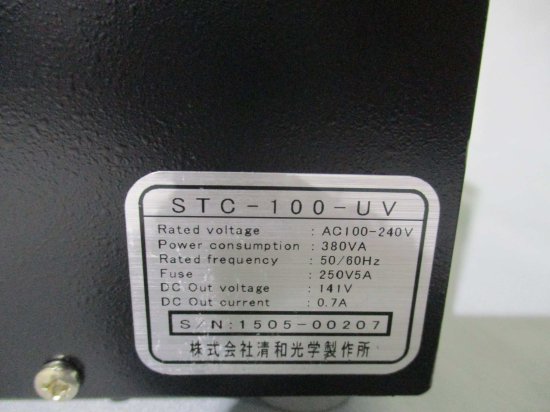 STC-100-UV
Rated voltage : AC100-240V
Power consumption : 380VA
Rated frequency : 50/60Hz
Fuse : 250V5A
DC Out voltage : 141V
DC Out current : 0.7A
S/N:1505-00207
株式会社清和光学製作所